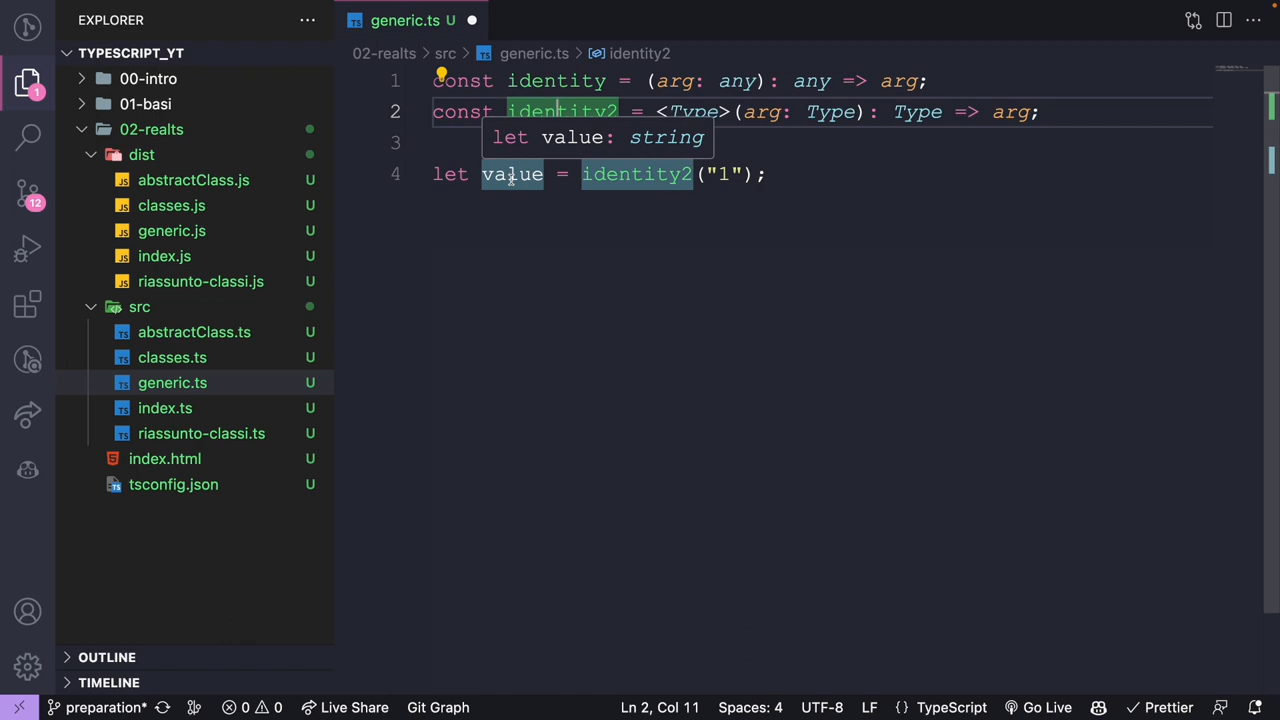 EXPLORER
TYPESCRIPT_YT
00-intro
01-basi
02-realts
dist
abstractClass.js U
classes.js U
generic.js U
index.js U
riassunto-classi.js U
src
abstractClass.ts U
classes.ts U
generic.ts U
index.ts U
riassunto-classi.ts U
index.html U
tsconfig.json U
OUTLINE
TIMELINE
1
12
generic.ts U
02-realts > src > generic.ts > identity2
1 const identity = (arg: any): any => arg;
2 const identity2 = <Type>(arg: Type): Type => arg;
let value: string
3
4 let value = identity2("1");
preparation* 0 0 Live Share Git Graph Ln 2, Col 11 Spaces: 4 UTF-8 LF {} TypeScript Go Live Prettier